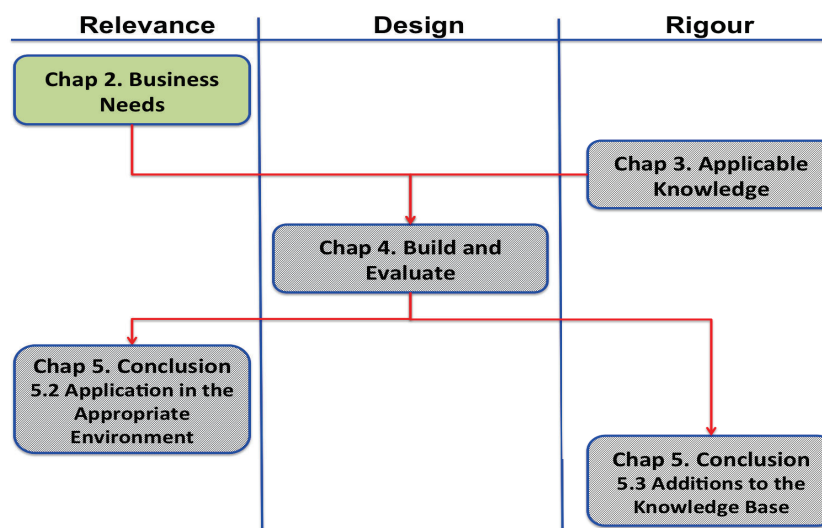 Relevance
Design
Rigour
Chap 2. Business
Needs
Chap 3. Applicable
Knowledge
Chap 4. Build and
Evaluate
Chap 5. Conclusion
5.2 Application in the
Appropriate
Environment
Chap 5. Conclusion
5.3 Additions to the
Knowledge Base